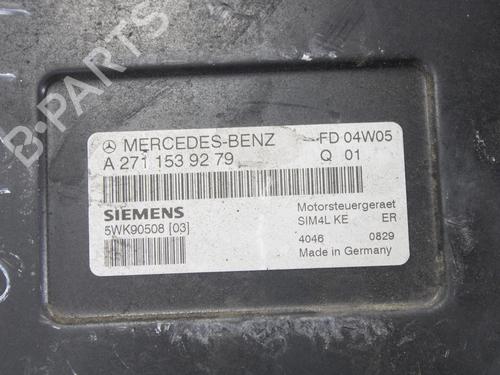 MERCEDES-BENZ FD 04W05
A 271 153 92 79 Q 01
SIEMENS Motorsteuergeraet
5WK90508 [03] SIM4L KE ER
4046 0829
Made in Germany
B-PARTS